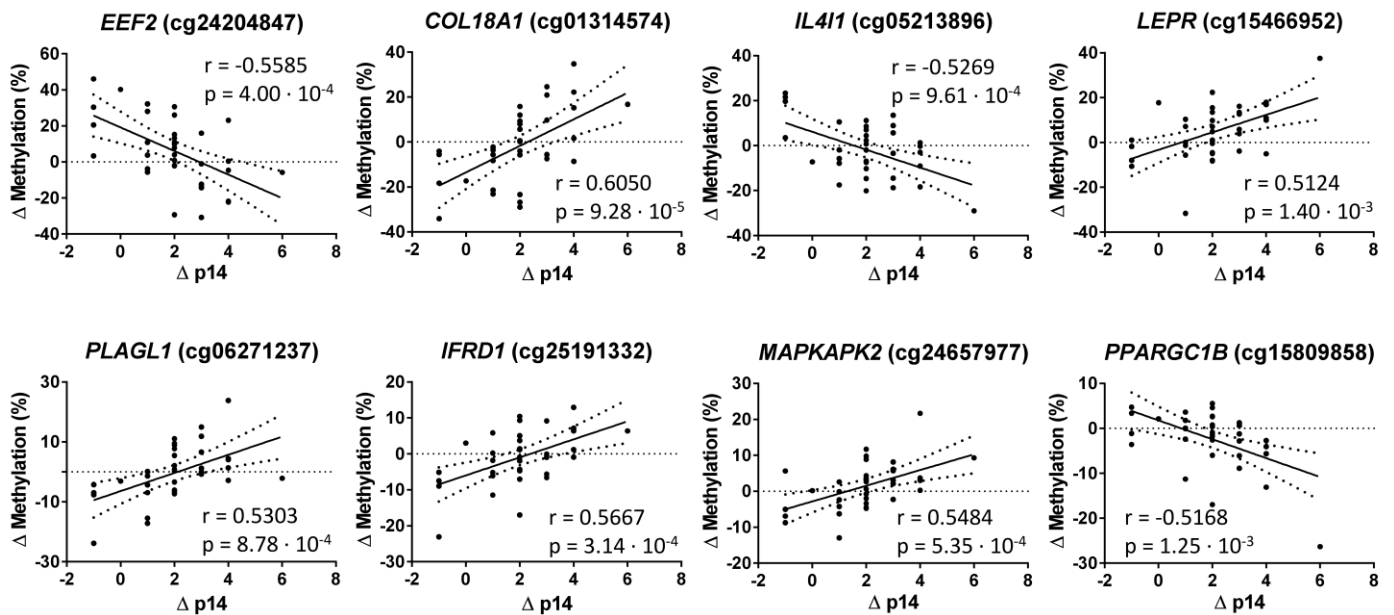 EEF2 (cg24204847)
Δ Methylation (%)
60
40
20
0
-20
-40
r = -0.5585
p = 4.00 · 10-4
-2 0 2 4 6 8
Δ p14
COL18A1 (cg01314574)
Δ Methylation (%)
40
20
0
-20
-40
r = 0.6050
p = 9.28 · 10-5
-2 0 2 4 6 8
Δ p14
IL4I1 (cg05213896)
Δ Methylation (%)
40
20
0
-20
-40
r = -0.5269
p = 9.61 · 10-4
-2 0 2 4 6 8
Δ p14
LEPR (cg15466952)
Δ Methylation (%)
40
20
0
-20
-40
r = 0.5124
p = 1.40 · 10-3
-2 0 2 4 6 8
Δ p14
PLAGL1 (cg06271237)
Δ Methylation (%)
30
10
-10
-30
r = 0.5303
p = 8.78 · 10-4
-2 0 2 4 6 8
Δ p14
IFRD1 (cg25191332)
Δ Methylation (%)
20
10
0
-10
-20
-30
r = 0.5667
p = 3.14 · 10-4
-2 0 2 4 6 8
Δ p14
MAPKAPK2 (cg24657977)
Δ Methylation (%)
30
20
10
0
-10
-20
r = 0.5484
p = 5.35 · 10-4
-2 0 2 4 6 8
Δ p14
PPARGC1B (cg15809858)
Δ Methylation (%)
10
0
-10
-20
-30
r = -0.5168
p = 1.25 · 10-3
-2 0 2 4 6 8
Δ p14